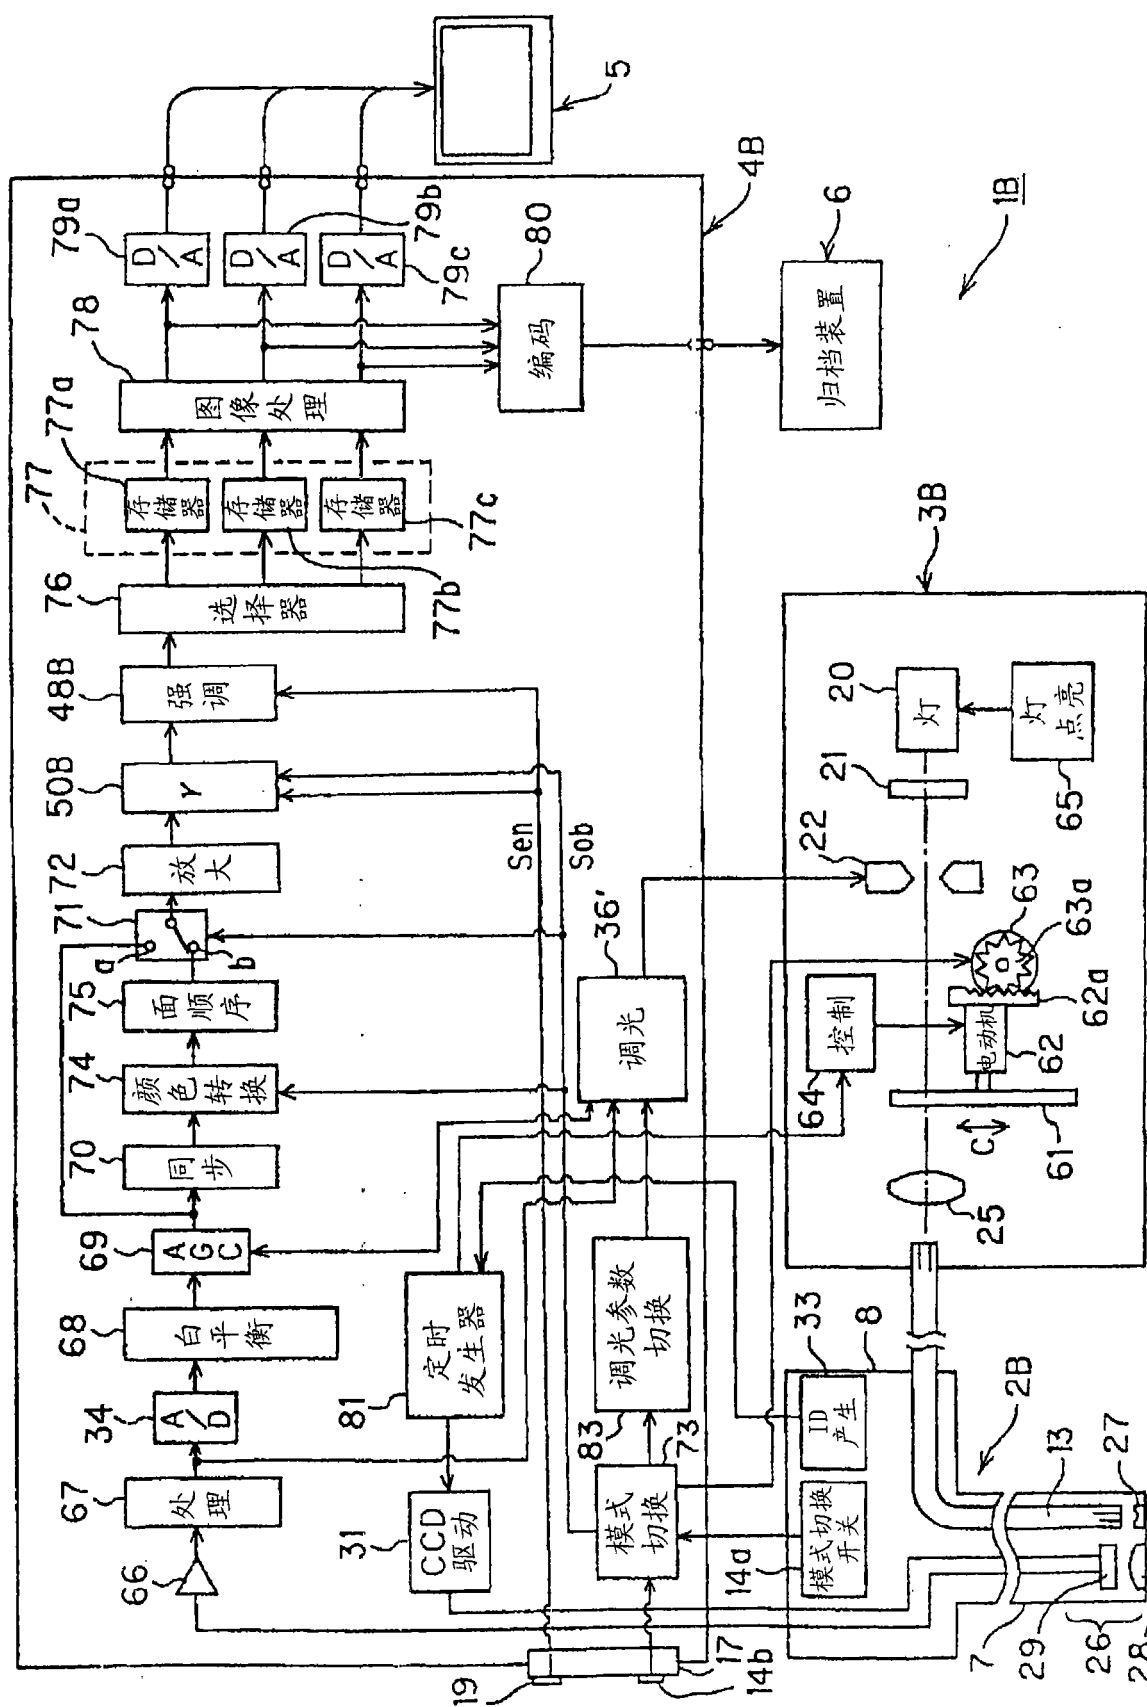 1B
66
67
处理
34
A/D
68
白平衡
69
AGC
70
同步
74
颜色转换
75
面顺序
71
a
b
72
放大
50B
γ
48B
强调
76
选择器
77
77a
存储器
77b
存储器
77c
存储器
78
图像处理
79a
D/A
79b
D/A
79c
D/A
5
80
编码
4B
6
归档装置
31
CCD
驱动
81
定时
发生器
83
调光参数
切换
73
模式
切换
36'
调光
Sen
Sob
19
17
14b
14a
模式切换
开关
33
ID
产生
8
2B
13
27
7
29
26
28
3B
20
灯
65
灯
点亮
21
22
63
63a
62a
62
电动机
64
控制
61
C
25